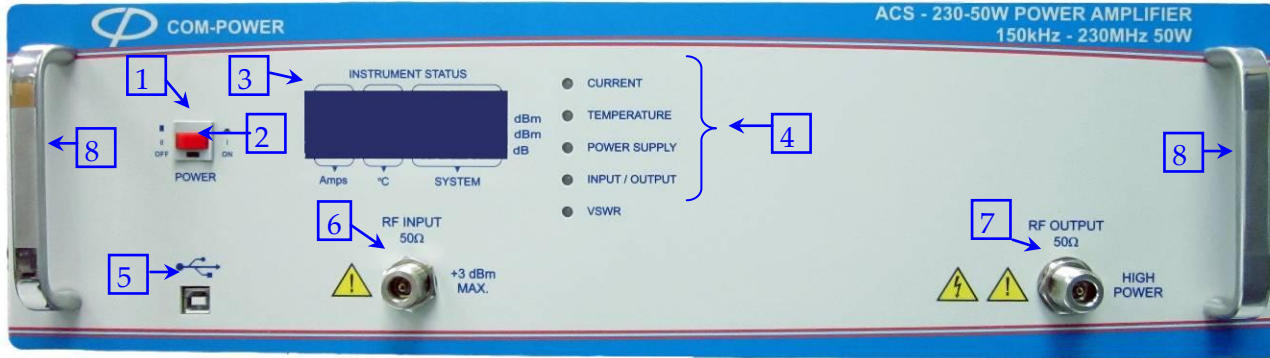 COM-POWER
ACS - 230-50W POWER AMPLIFIER
150kHz - 230MHz 50W
1
2
II
OFF
I
ON
POWER
3
INSTRUMENT STATUS
dBm
dBm
dB
Amps
°C
SYSTEM
CURRENT
TEMPERATURE
POWER SUPPLY
INPUT / OUTPUT
VSWR
4
8
8
5
6
RF INPUT
50Ω
+3 dBm
MAX.
7
RF OUTPUT
50Ω
HIGH
POWER